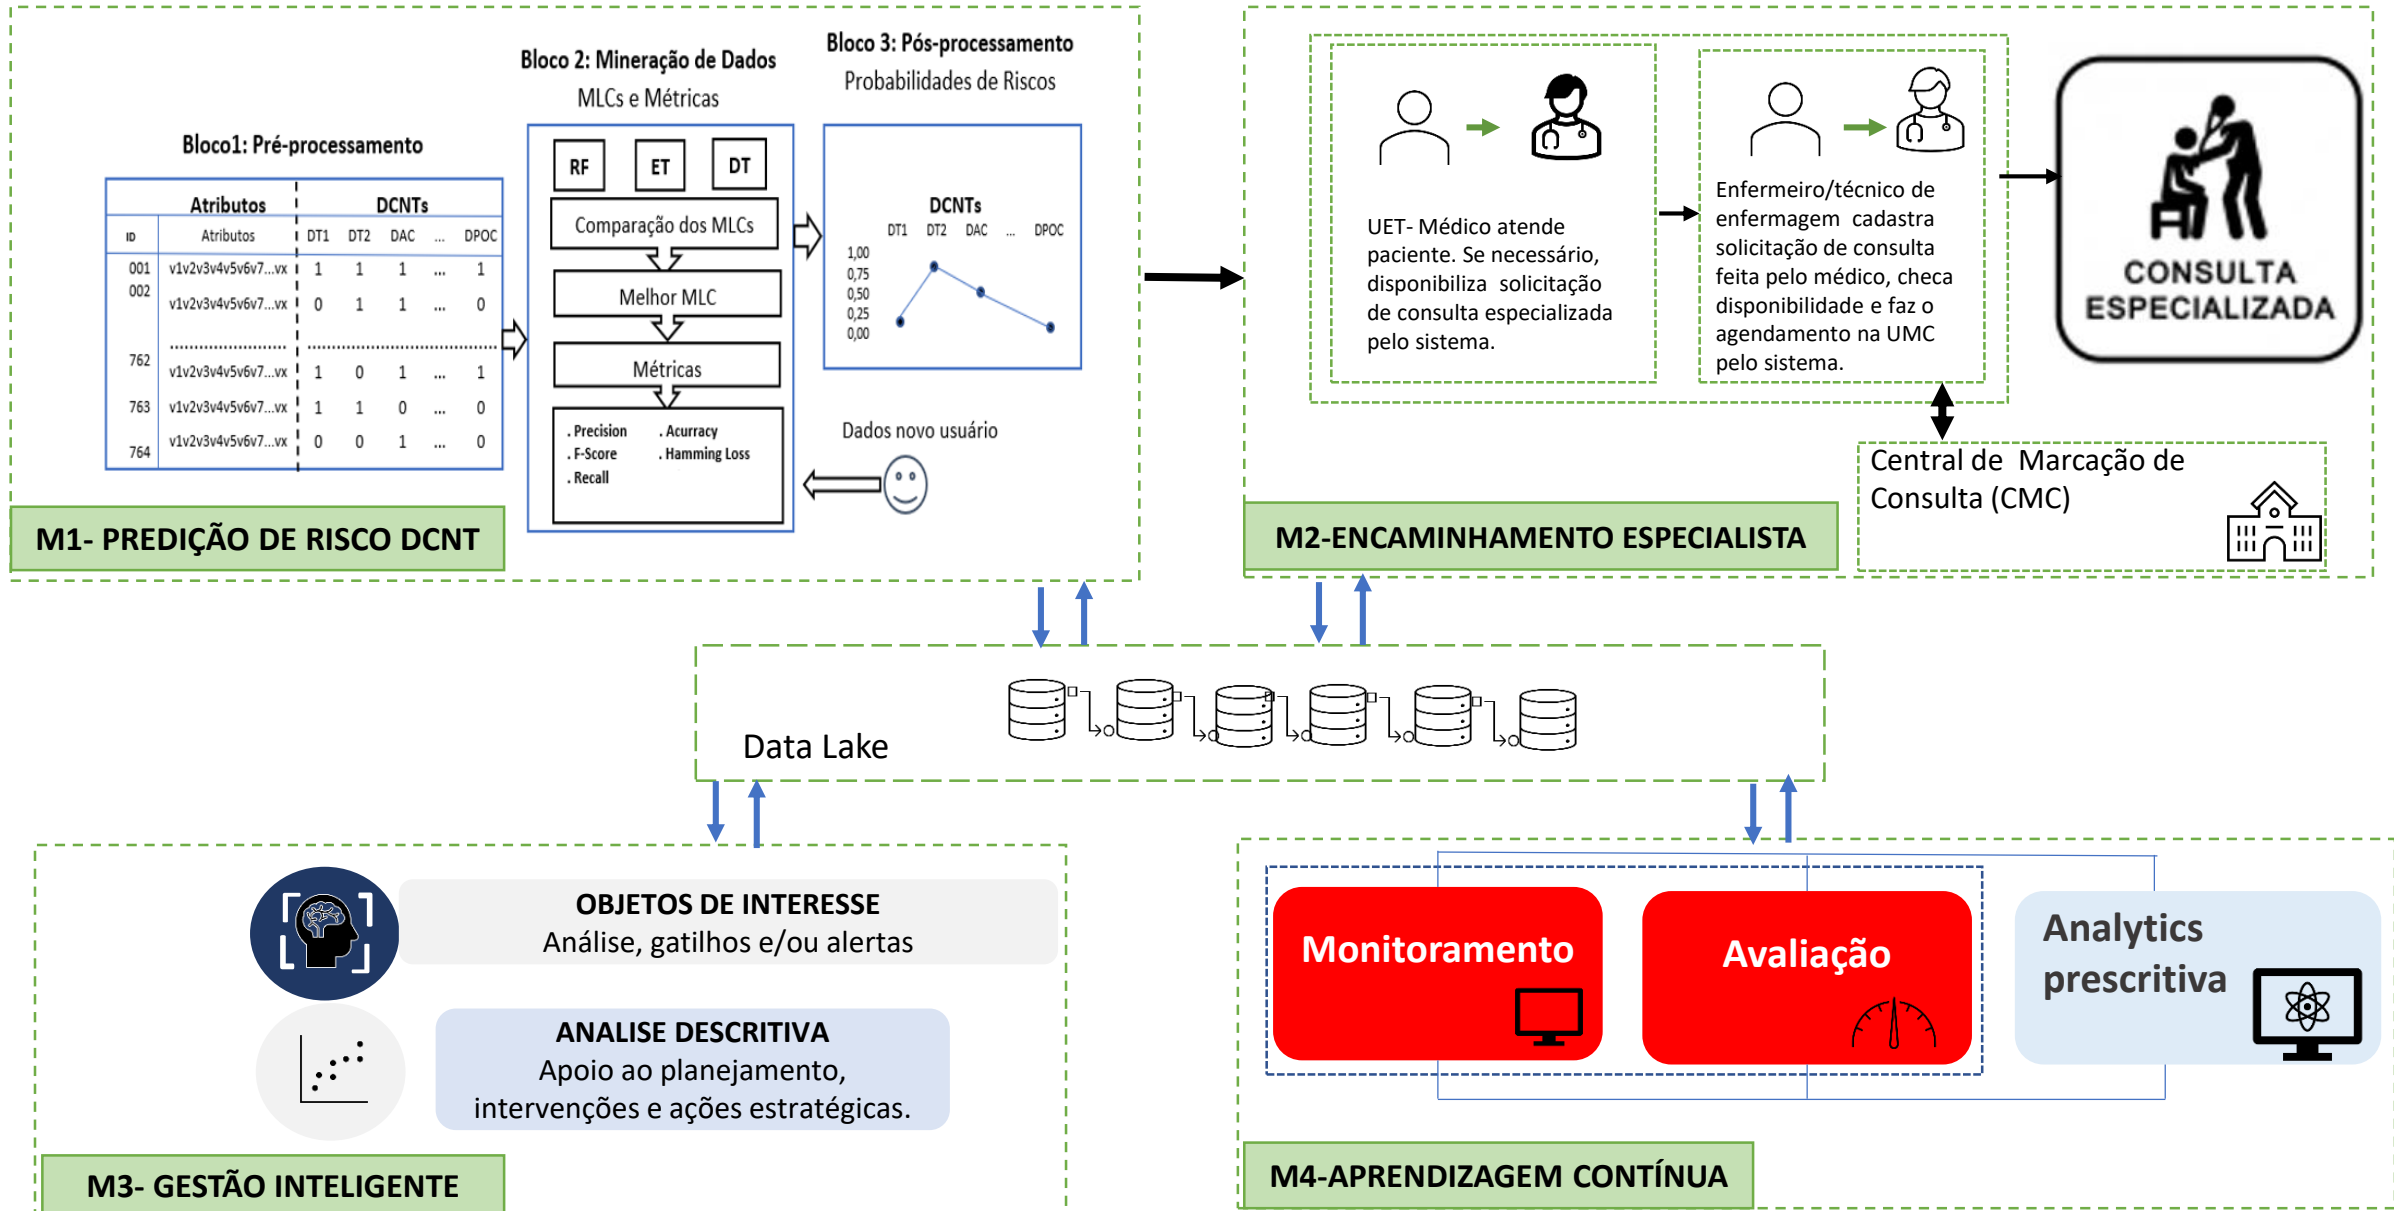 Bloco1: Pré-processamento
Atributos DCNTs
ID Atributos DT1 DT2 DAC ... DPOC
001 v1v2v3v4v5v6v7...vx 1 1 1 ... 1
002
v1v2v3v4v5v6v7...vx 0 1 1 ... 0
762
v1v2v3v4v5v6v7...vx 1 0 1 ... 1
763 v1v2v3v4v5v6v7...vx 1 1 0 ... 0
v1v2v3v4v5v6v7...vx 0 0 1 ... 0
764
Bloco 2: Mineração de Dados
MLCs e Métricas
RF ET DT
Comparação dos MLCs
Melhor MLC
Métricas
. Precision . Acurracy
. F-Score . Hamming Loss
. Recall
Bloco 3: Pós-processamento
Probabilidades de Riscos
DCNTs
DT1 DT2 DAC ... DPOC
1,00
0,75
0,50
0,25
0,00
Dados novo usuário
M1- PREDIÇÃO DE RISCO DCNT
UET- Médico atende
paciente. Se necessário,
disponibiliza solicitação
de consulta especializada
pelo sistema.
Enfermeiro/técnico de
enfermagem cadastra
solicitação de consulta
feita pelo médico, checa
disponibilidade e faz o
agendamento na UMC
pelo sistema.
CONSULTA
ESPECIALIZADA
Central de Marcação de
Consulta (CMC)
M2-ENCAMINHAMENTO ESPECIALISTA
Data Lake
OBJETOS DE INTERESSE
Análise, gatilhos e/ou alertas
ANALISE DESCRITIVA
Apoio ao planejamento,
intervenções e ações estratégicas.
M3- GESTÃO INTELIGENTE
Monitoramento
Avaliação
Analytics
prescritiva
M4-APRENDIZAGEM CONTÍNUA